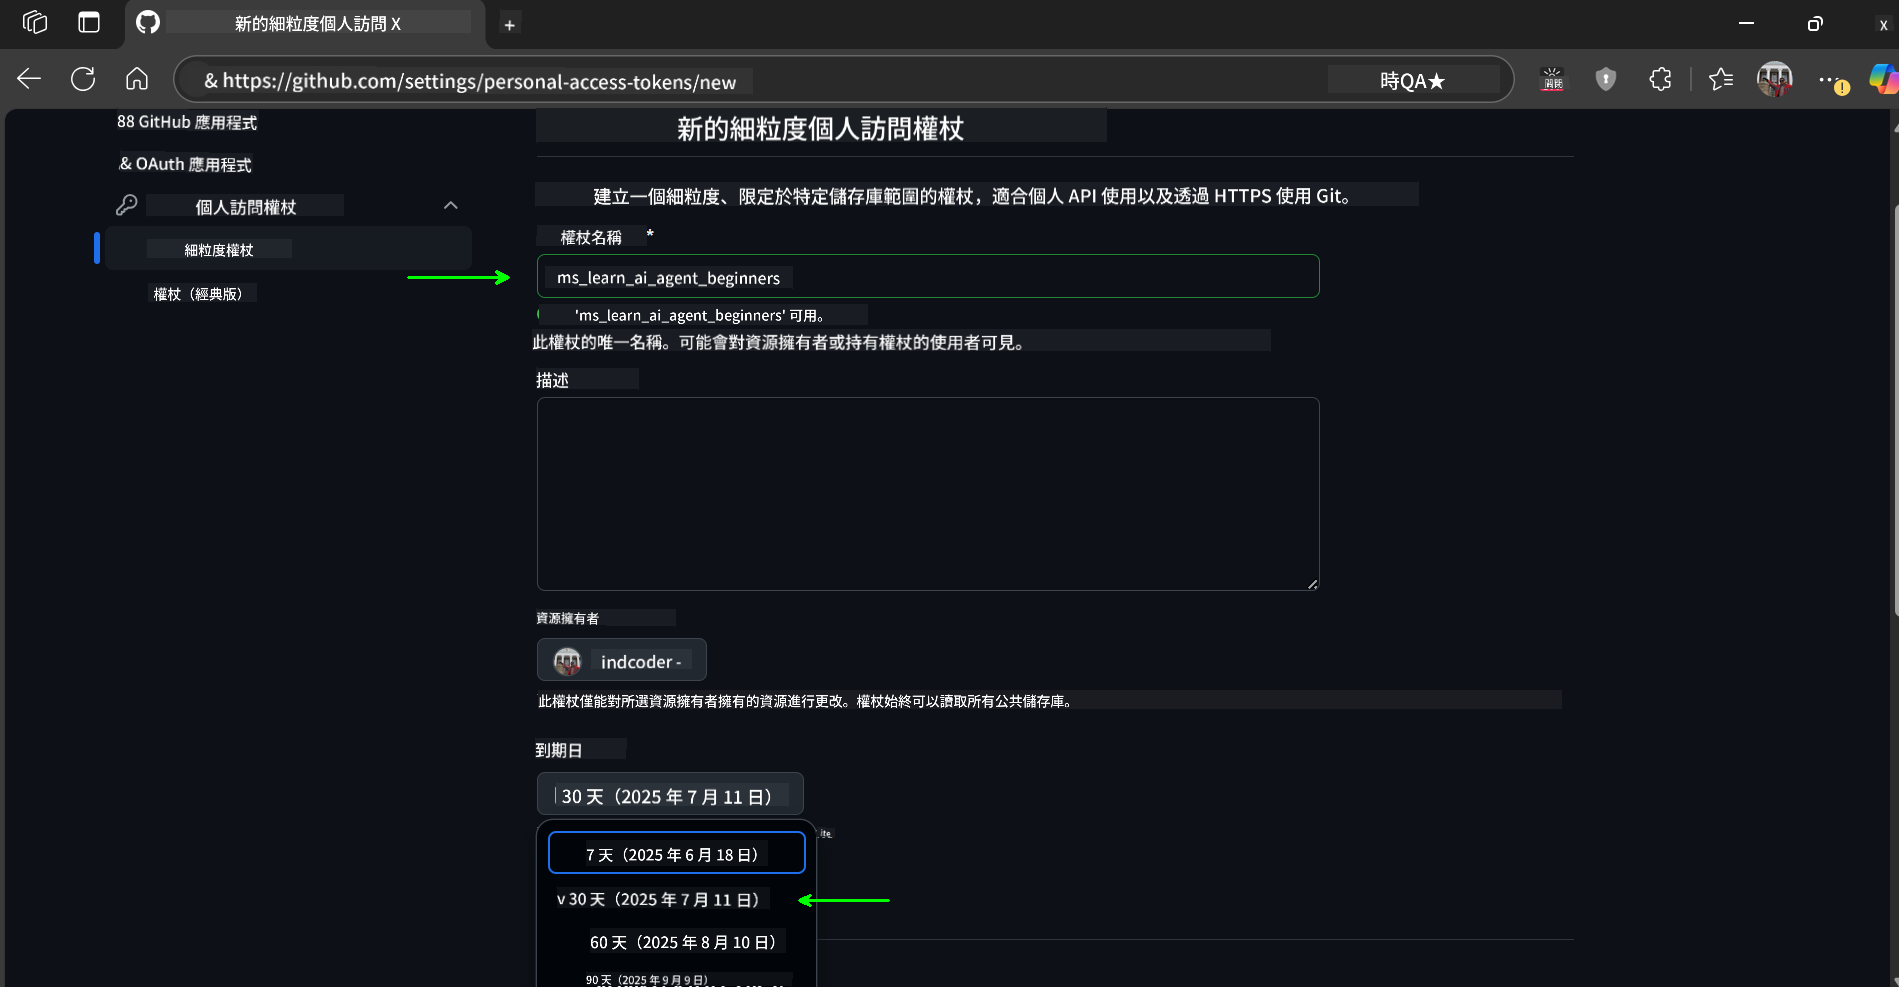 新的細粒度個人訪問 X
+
x
& https://github.com/settings/personal-access-tokens/new
時QA★
88 GitHub 應用程式
& OAuth 應用程式
個人訪問權杖
細粒度權杖
權杖（經典版）
新的細粒度個人訪問權杖
建立一個細粒度、限定於特定儲存庫範圍的權杖，適合個人 API 使用以及透過 HTTPS 使用 Git。
權杖名稱 *
ms_learn_ai_agent_beginners
'ms_learn_ai_agent_beginners' 可用。
此權杖的唯一名稱。可能會對資源擁有者或持有權杖的使用者可見。
描述
資源擁有者
indcoder -
此權杖僅能對所選資源擁有者擁有的資源進行更改。權杖始終可以讀取所有公共儲存庫。
到期日
| 30 天（2025 年 7 月 11 日）
7 天（2025 年 6 月 18 日）
v 30 天（2025 年 7 月 11 日）
60 天（2025 年 8 月 10 日）
90 天（2025 年 9 月 9 日）